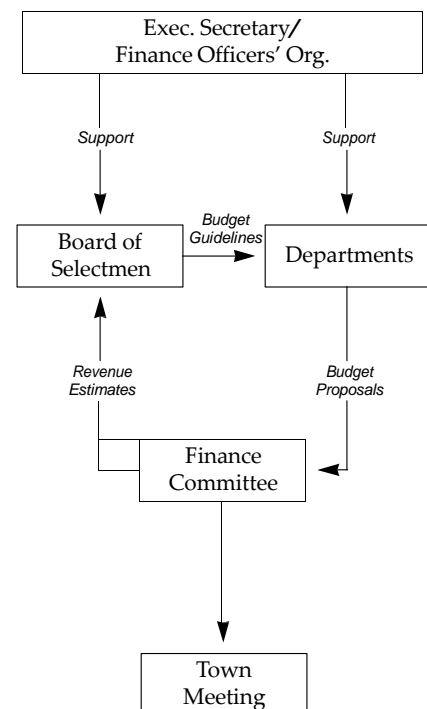 Exec. Secretary/
Finance Officers' Org.
Support
Support
Board of
Selectmen
Budget
Guidelines
Departments
Revenue
Estimates
Budget
Proposals
Finance
Committee
Town
Meeting